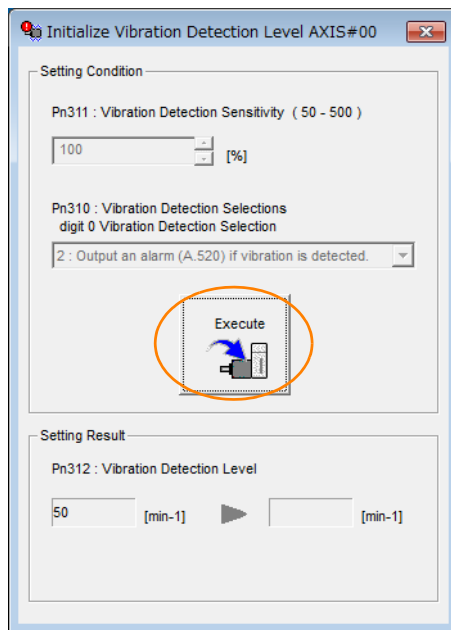 Initialize Vibration Detection Level AXIS#00
Setting Condition
Pn311 : Vibration Detection Sensitivity ( 50 - 500 )
100
[%]
Pn310 : Vibration Detection Selections
digit 0 Vibration Detection Selection
2 : Output an alarm (A.520) if vibration is detected.
Execute
Setting Result
Pn312 : Vibration Detection Level
50 [min-1] [min-1]